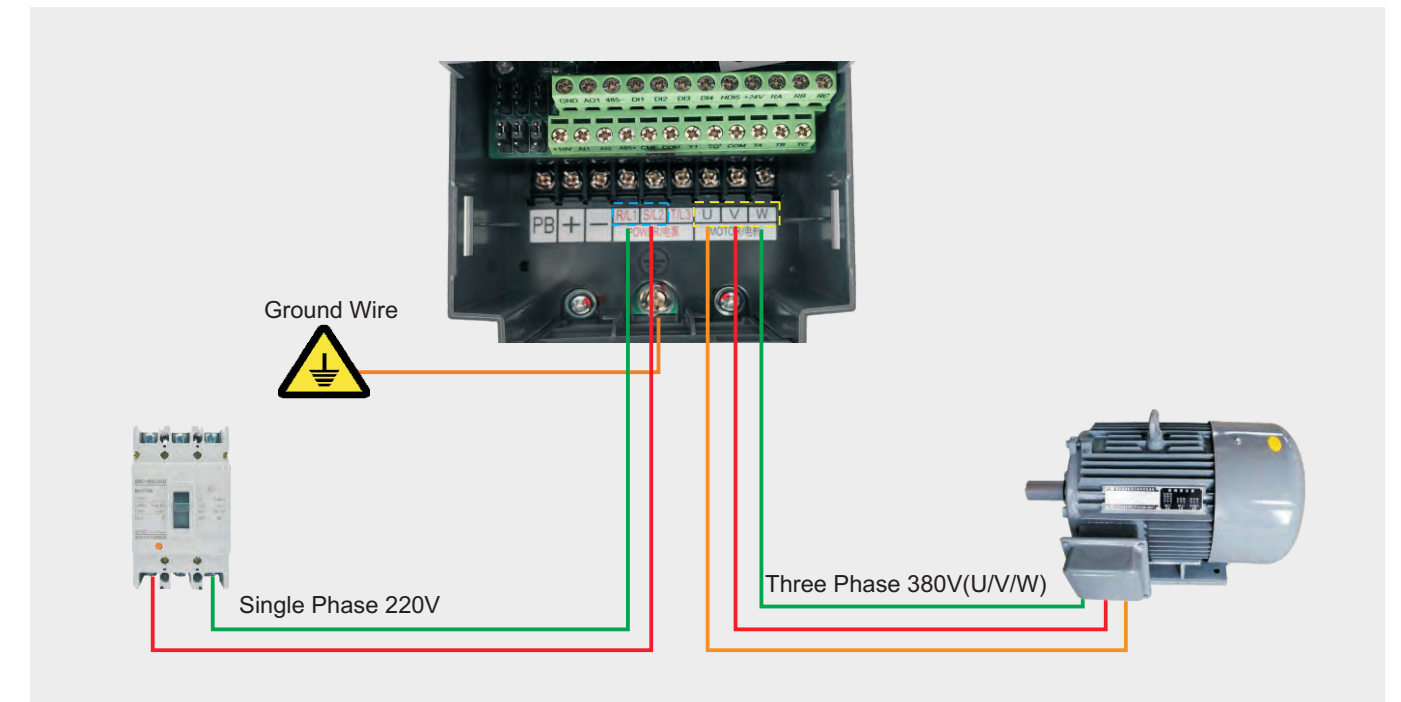 GND AO1 485- DI1 DI2 DI3 DI4 HDI5 +24V RA RB RC
+10V AI1 AI2 485+ CME COM Y1 COM TA TB TC
PB + - R/L1 S/L2 T/L3 U V W
POWER/电源 MOTOR/电机
Ground Wire
Single Phase 220V
Three Phase 380V(U/V/W)